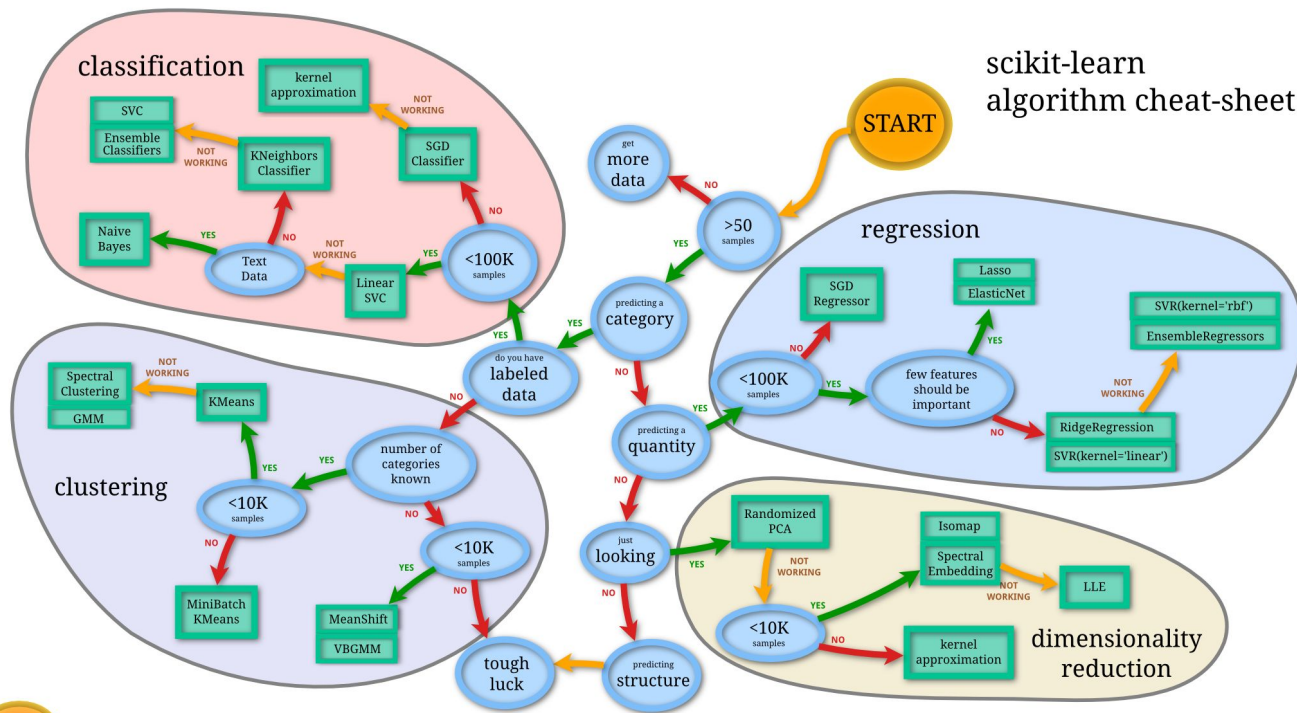 scikit-learn
algorithm cheat-sheet
START
classification
kernel
approximation
NOT
WORKING
SVC
Ensemble
Classifiers
NOT
WORKING
KNeighbors
Classifier
SGD
Classifier
NO
Naive
Bayes
YES
Text
Data
NO
NOT
WORKING
Linear
SVC
YES
<100K
samples
get
more
data
NO
>50
samples
YES
predicting a
category
YES
do you have
labeled
data
YES
NO
NO
predicting a
quantity
YES
NO
just
looking
YES
NO
predicting
structure
tough
luck
regression
SGD
Regressor
NO
<100K
samples
YES
few features
should be
important
YES
Lasso
ElasticNet
NO
RidgeRegression
SVR(kernel='linear')
NOT
WORKING
SVR(kernel='rbf')
EnsembleRegressors
clustering
Spectral
Clustering
GMM
NOT
WORKING
KMeans
YES
<10K
samples
NO
MiniBatch
KMeans
YES
number of
categories
known
NO
<10K
samples
YES
NO
MeanShift
VBGMM
Randomized
PCA
NOT
WORKING
<10K
samples
YES
NO
Isomap
Spectral
Embedding
NOT
WORKING
LLE
kernel
approximation
dimensionality
reduction